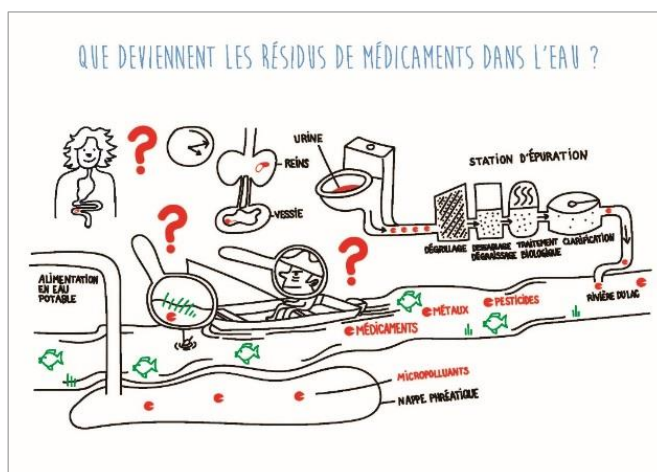 QUE DEVIENNENT LES RÉSIDUS DE MÉDICAMENTS DANS L'EAU ?
?
REINS
VESSIE
URINE
STATION D'ÉPURATION
DÉGRILLAGE
DESSABLAGE
DÉGRAISSAGE
TRAITEMENT
BIOLOGIQUE
CLARIFICATION
?
?
ALIMENTATION
EN EAU
POTABLE
MÉDICAMENTS
MÉTAUX
PESTICIDES
RIVIÈRE DU LAC
MICROPOLLUANTS
NAPPE PHRÉATIQUE